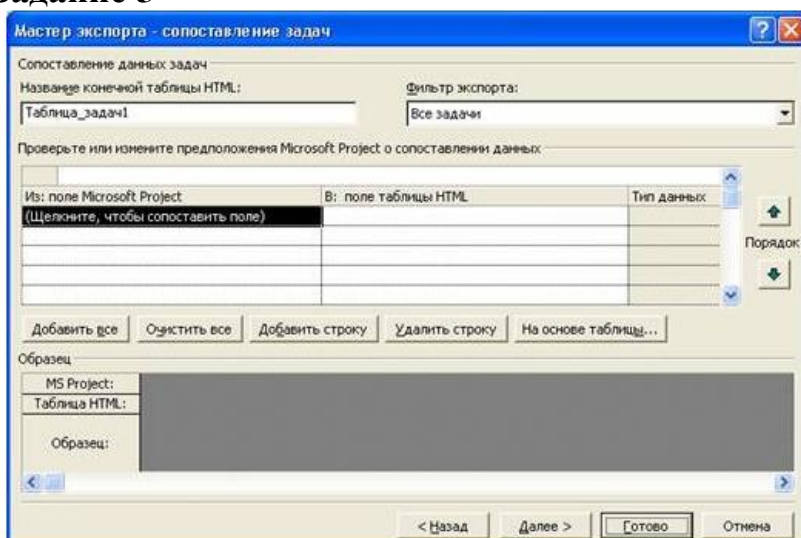 Мастер экспорта - сопоставление задач
Сопоставление данных задач
Название конечной таблицы HTML:
Фильтр экспорта:
Таблица_задач1
Все задачи
Проверьте или измените предположения Microsoft Project о сопоставлении данных
Из: поле Microsoft Project
В: поле таблицы HTML
Тип данных
(Щелкните, чтобы сопоставить поле)
Порядок
Добавить все
Очистить все
Добавить строку
Удалить строку
На основе таблицы...
Образец
MS Project:
Таблица HTML:
Образец:
< Назад
Далее >
Готово
Отмена